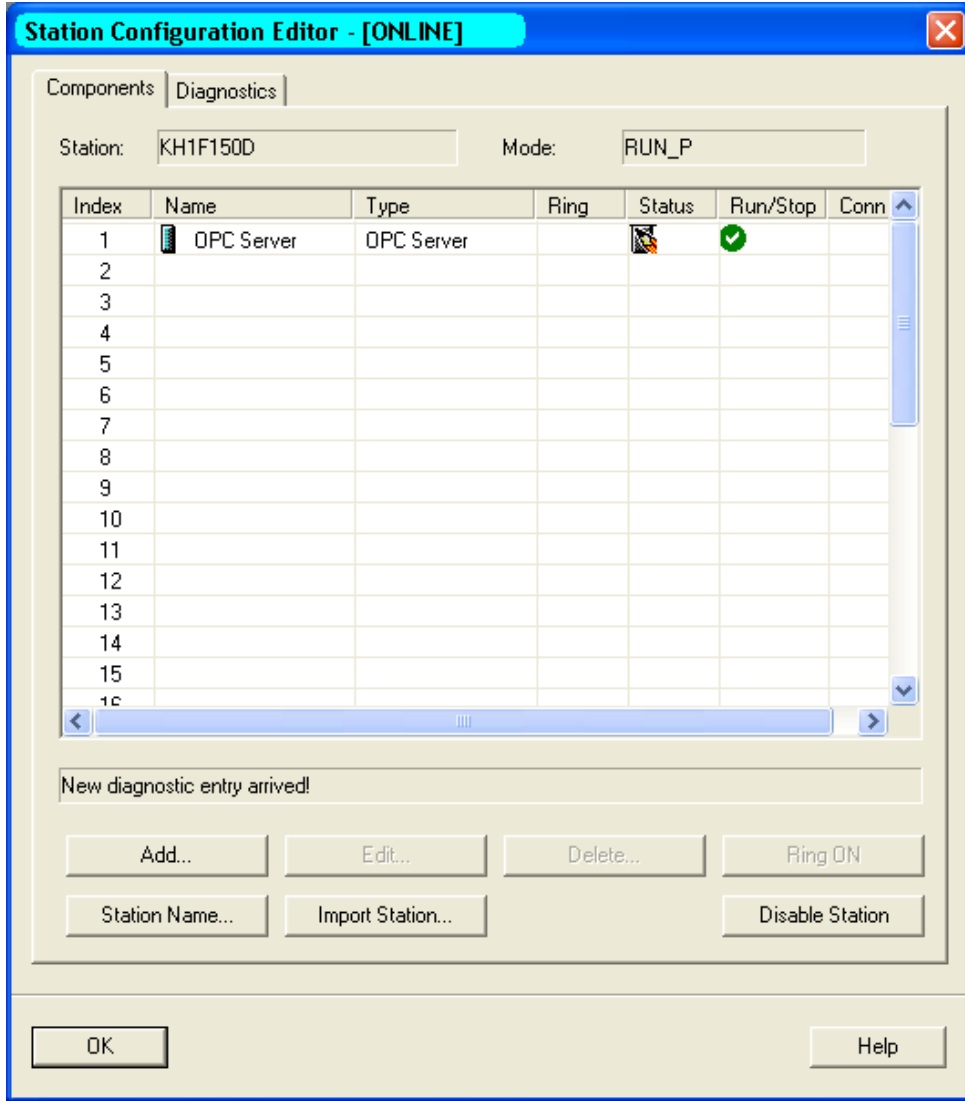 Station Configuration Editor - [ONLINE]
Components Diagnostics
Station: KH1F150D Mode: RUN_P
Index Name Type Ring Status Run/Stop Conn
1 OPC Server OPC Server
2
3
4
5
6
7
8
9
10
11
12
13
14
15
16
New diagnostic entry arrived!
Add... Edit... Delete... Ring ON
Station Name... Import Station... Disable Station
OK Help